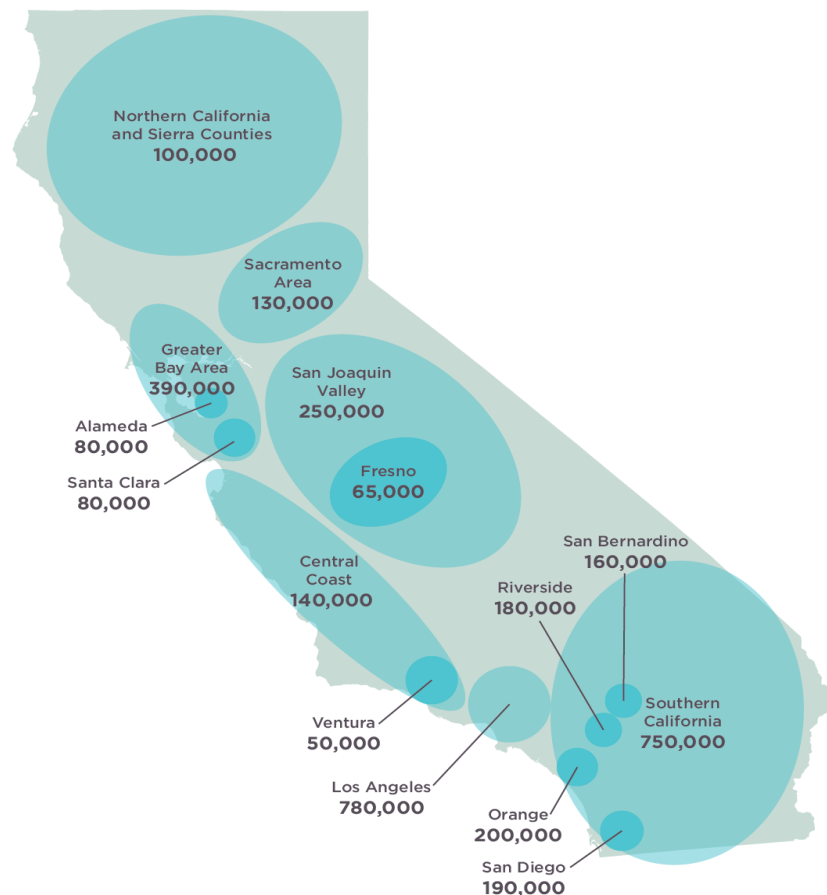 Northern California
and Sierra Counties
100,000
Sacramento
Area
130,000
Greater
Bay Area
390,000
San Joaquin
Valley
250,000
Alameda
80,000
Fresno
65,000
Santa Clara
80,000
San Bernardino
160,000
Central
Coast
140,000
Riverside
180,000
Southern
California
750,000
Ventura
50,000
Los Angeles
780,000
Orange
200,000
San Diego
190,000